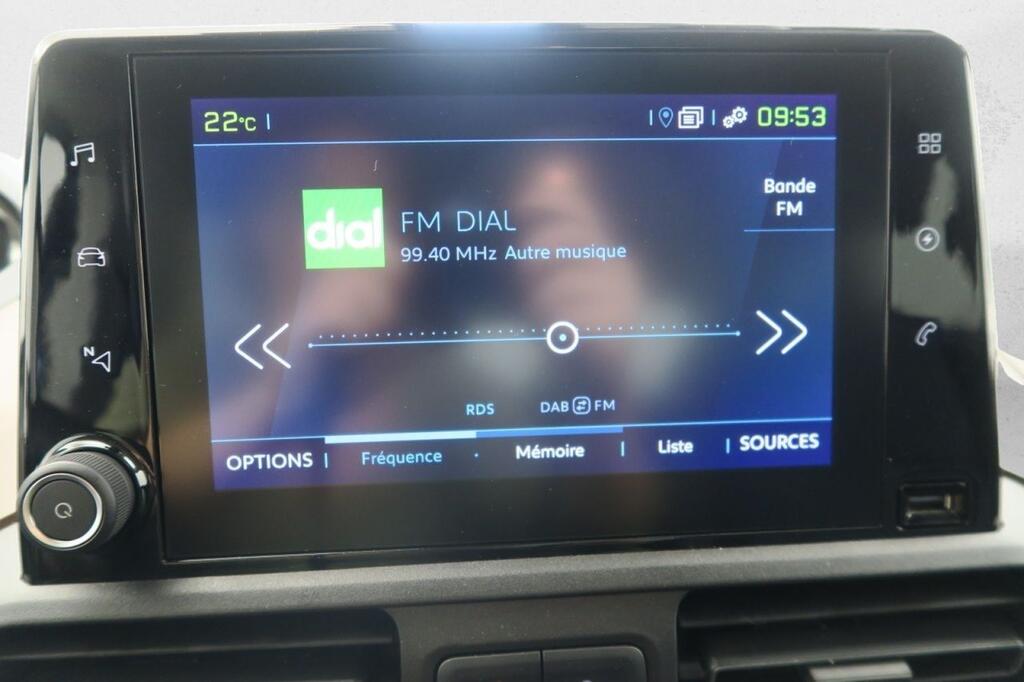 22°C
09:53
Bande
FM
dial
FM DIAL
99.40 MHz Autre musique
N
RDS
DAB FM
OPTIONS
Fréquence
Mémoire
Liste
SOURCES